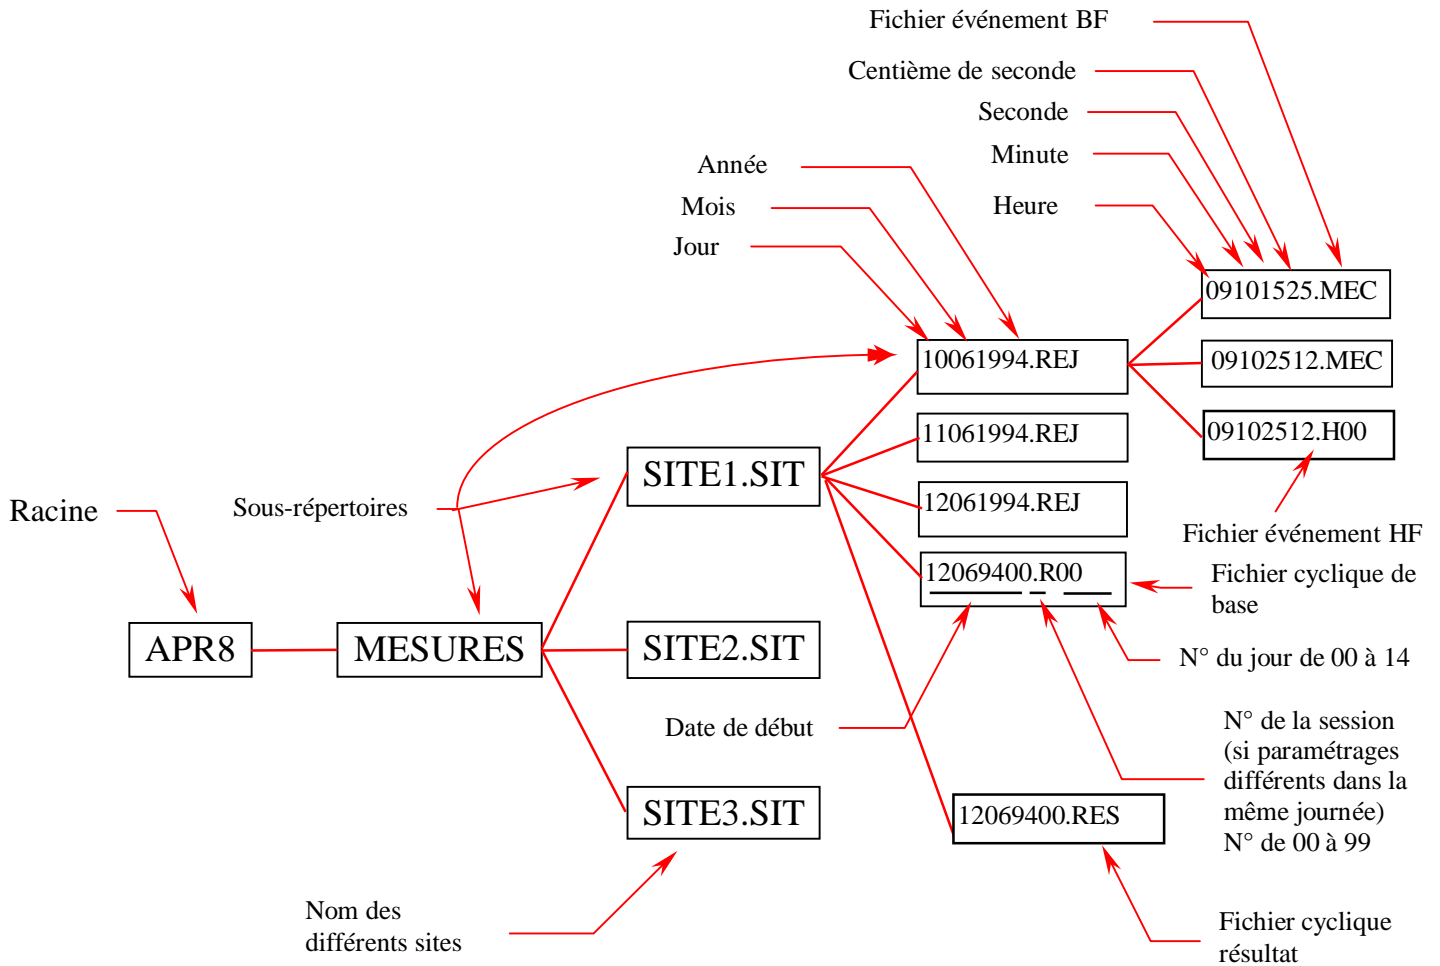 Fichier événement BF
Centième de seconde
Seconde
Minute
Année
Mois
Heure
Jour
09101525.MEC
10061994.REJ
09102512.MEC
11061994.REJ
09102512.H00
SITE1.SIT
Racine
Sous-répertoires
12061994.REJ
Fichier événement HF
12069400.R00
Fichier cyclique de
base
APR8
MESURES
SITE2.SIT
N° du jour de 00 à 14
Date de début
N° de la session
(si paramétrages
différents dans la
même journée)
N° de 00 à 99
SITE3.SIT
12069400.RES
Nom des
différents sites
Fichier cyclique
résultat